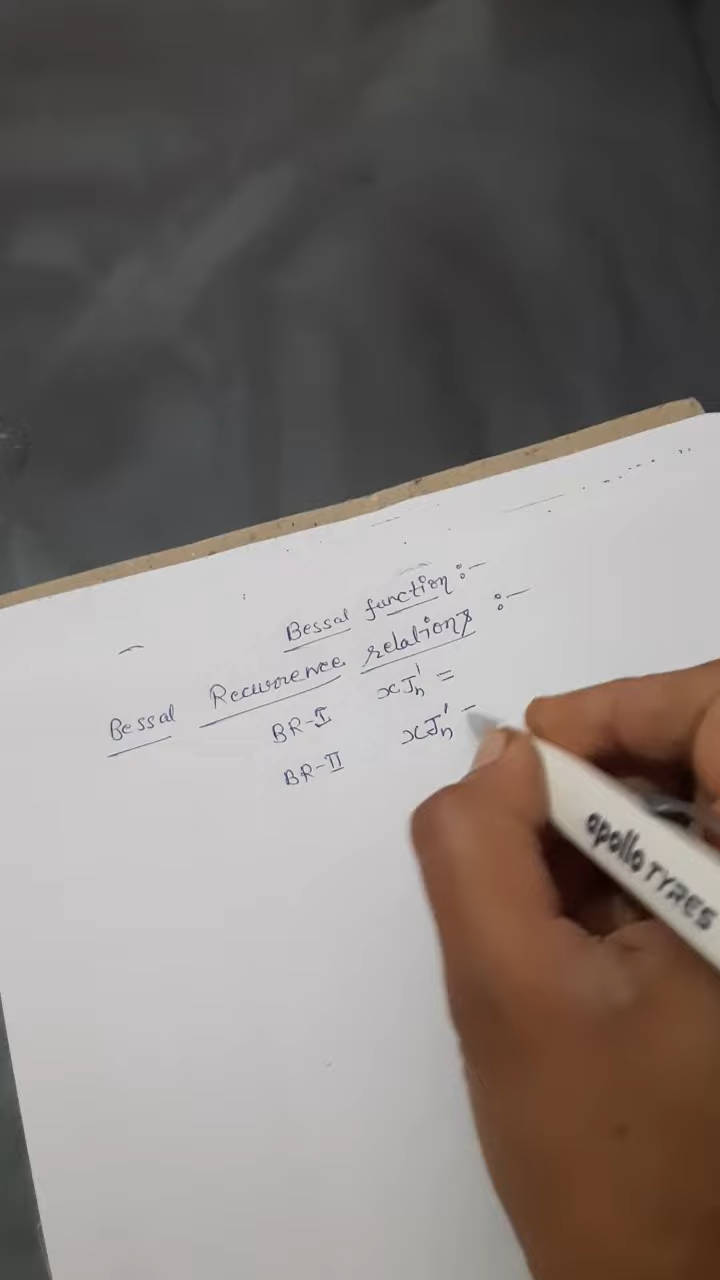 Bessal function :-
Bessal Recurrence relations :-
BR-I xJn' =
BR-II xJn' =
apollo TYRES